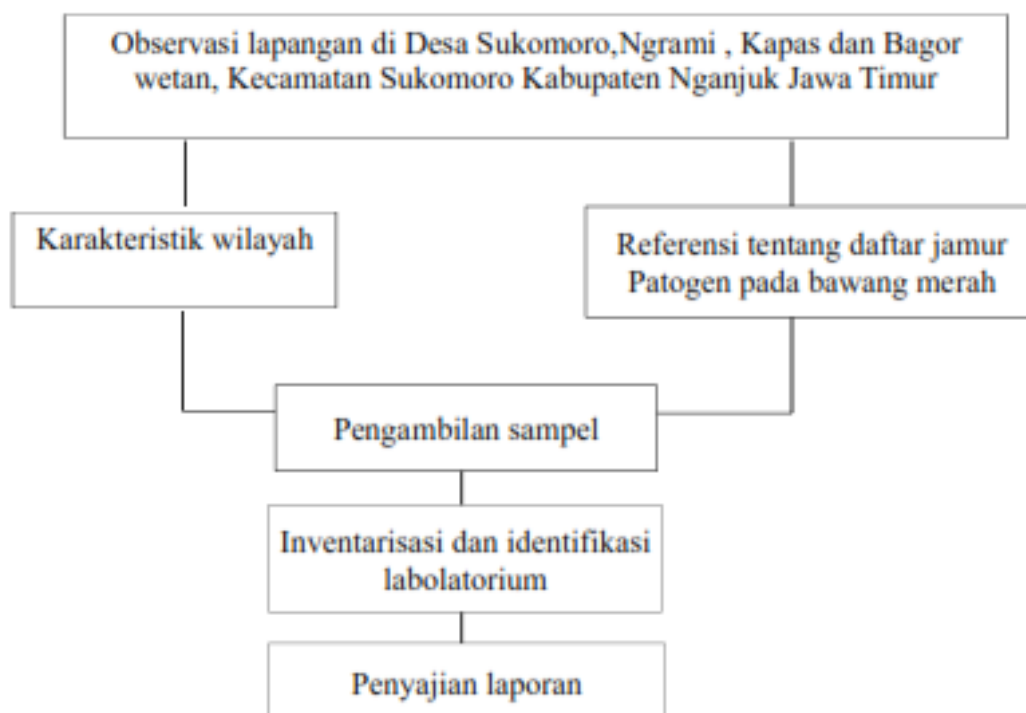 Observasi lapangan di Desa Sukomoro,Ngrami , Kapas dan Bagor
wetan, Kecamatan Sukomoro Kabupaten Nganjuk Jawa Timur
Karakteristik wilayah
Referensi tentang daftar jamur
Patogen pada bawang merah
Pengambilan sampel
Inventarisasi dan identifikasi
labolatorium
Penyajian laporan